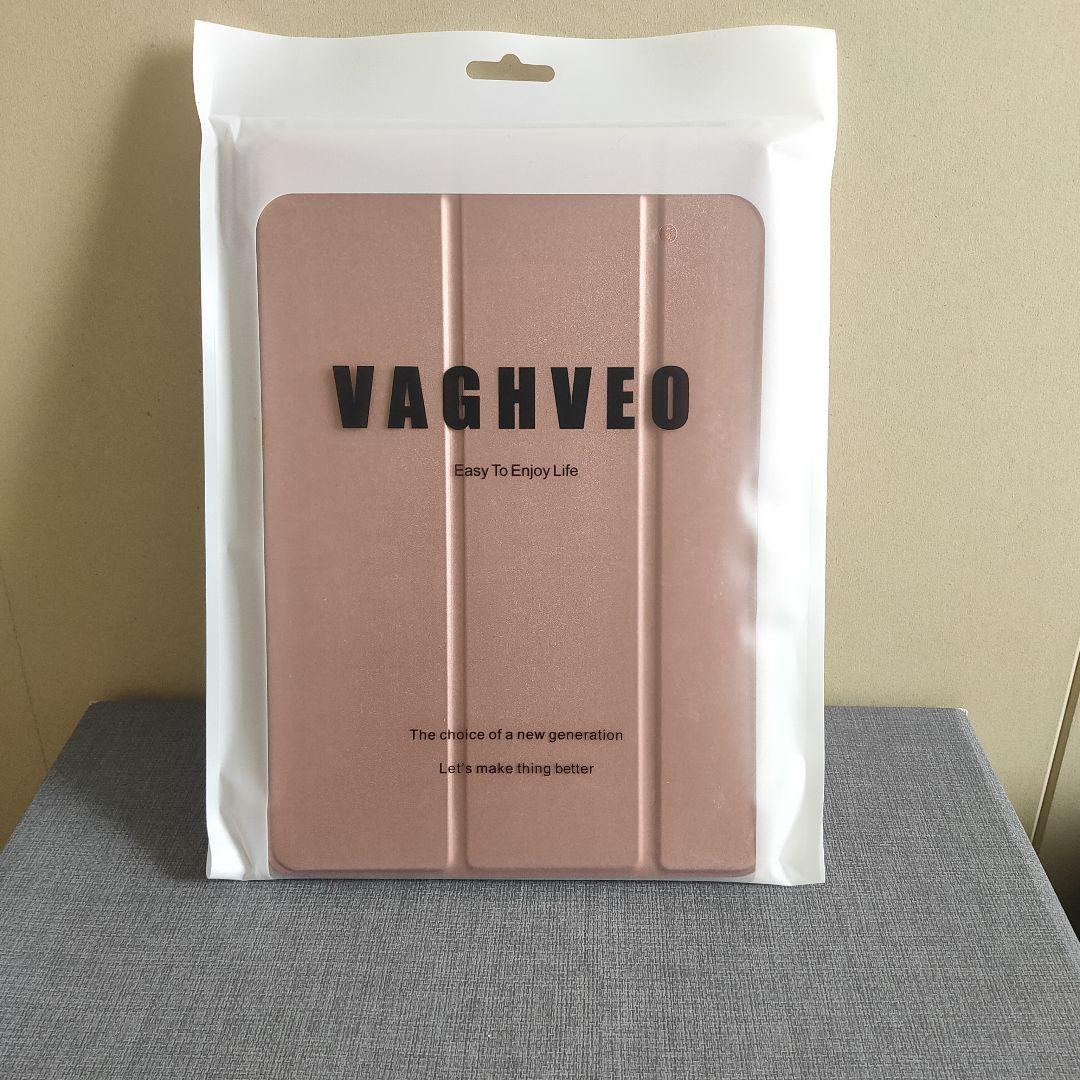 VAGHVEO
Easy To Enjoy Life
The choice of a new generation
Let's make thing better